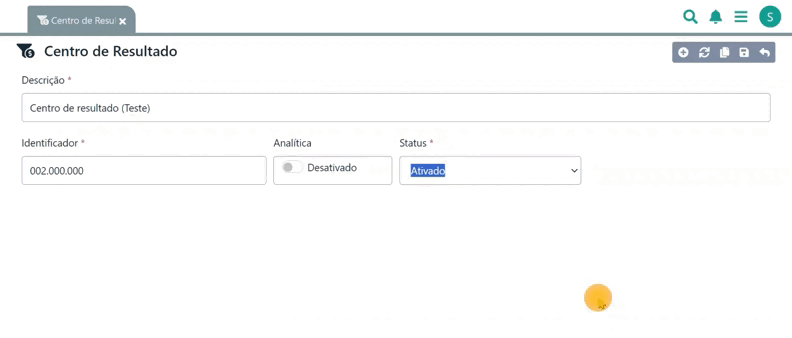 Centro de Resul
S
Centro de Resultado
Descrição *
Centro de resultado (Teste)
Identificador * Analítica Status *
002.000.000 Desativado Ativado